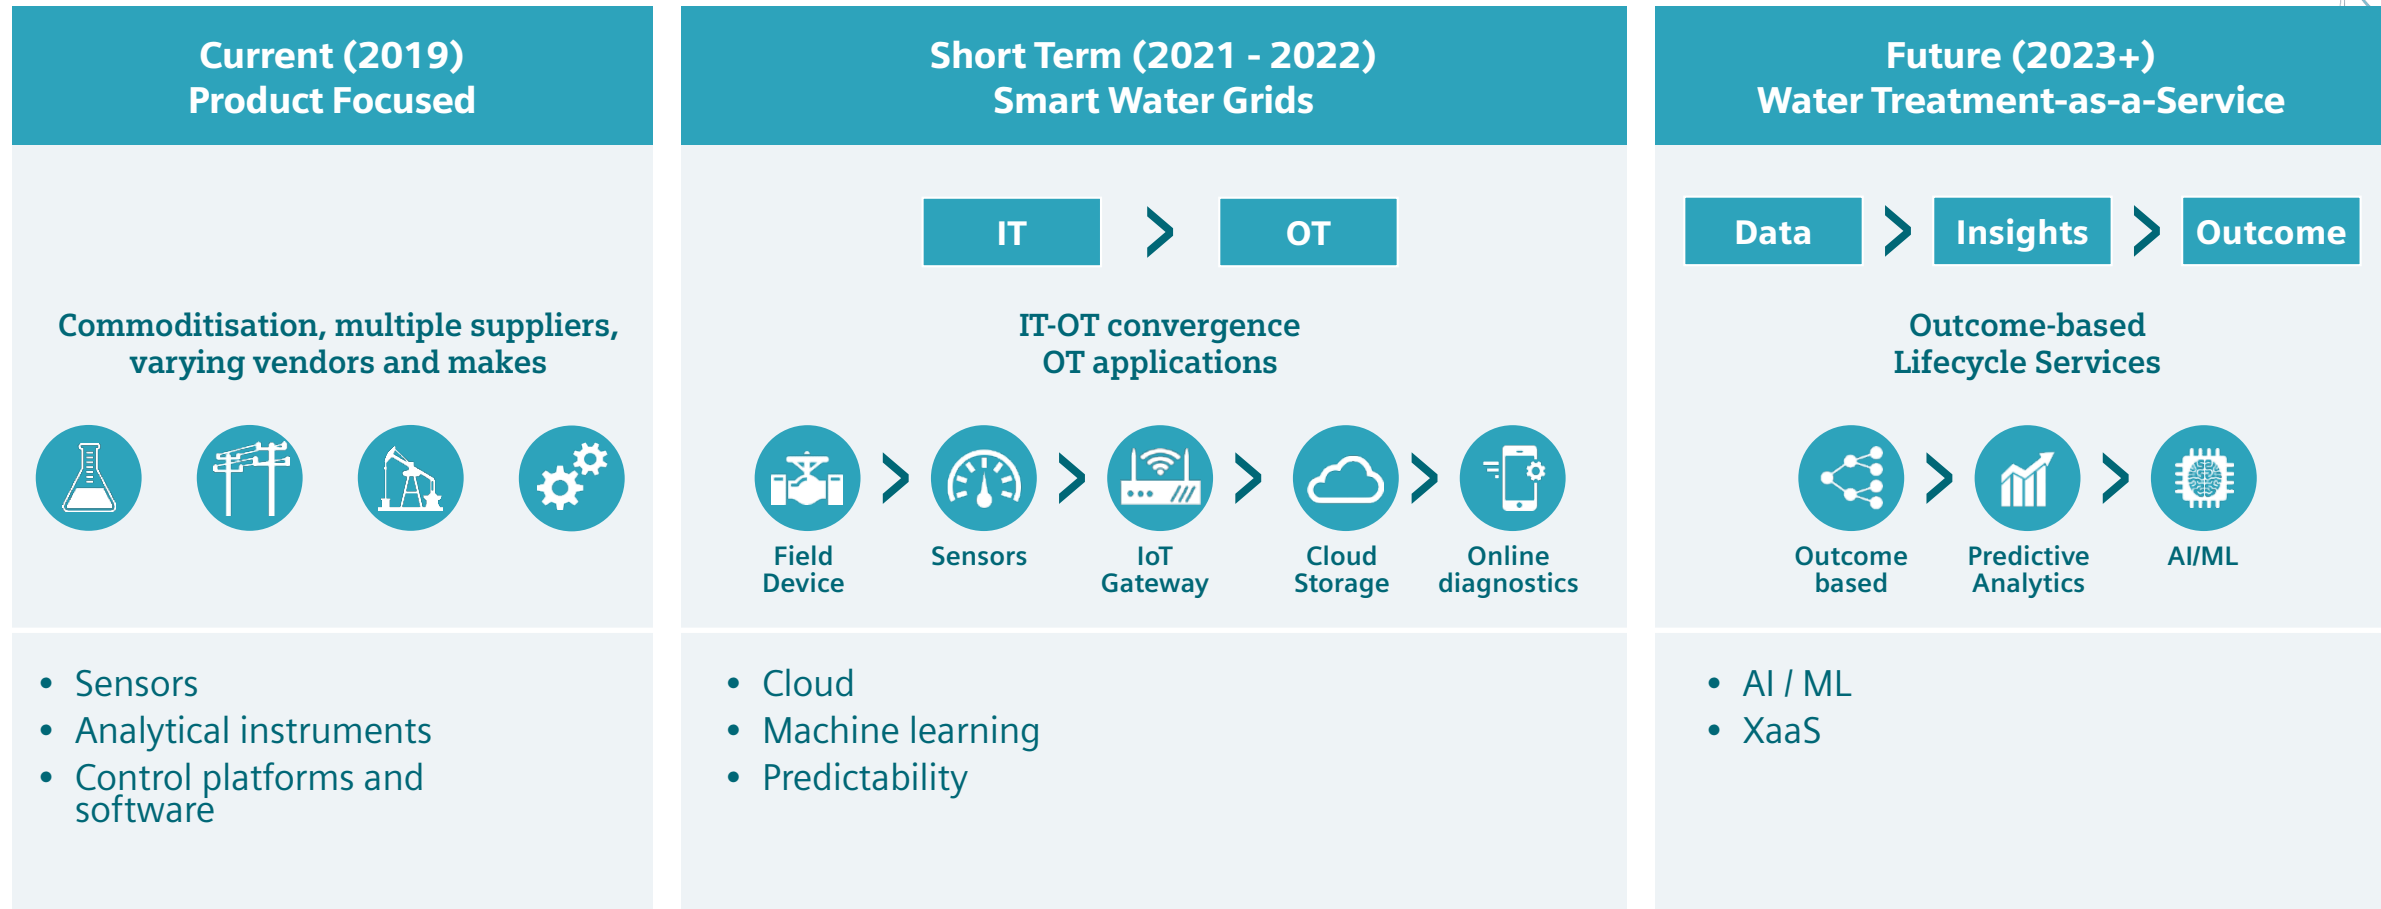 Current (2019)
Product Focused
Commoditisation, multiple suppliers,
varying vendors and makes
• Sensors
• Analytical instruments
• Control platforms and
software
Short Term (2021 - 2022)
Smart Water Grids
IT > OT
IT-OT convergence
OT applications
Field
Device
Sensors
IoT
Gateway
Cloud
Storage
Online
diagnostics
• Cloud
• Machine learning
• Predictability
Future (2023+)
Water Treatment-as-a-Service
Data > Insights > Outcome
Outcome-based
Lifecycle Services
Outcome
based
Predictive
Analytics
AI/ML
• AI / ML
• XaaS